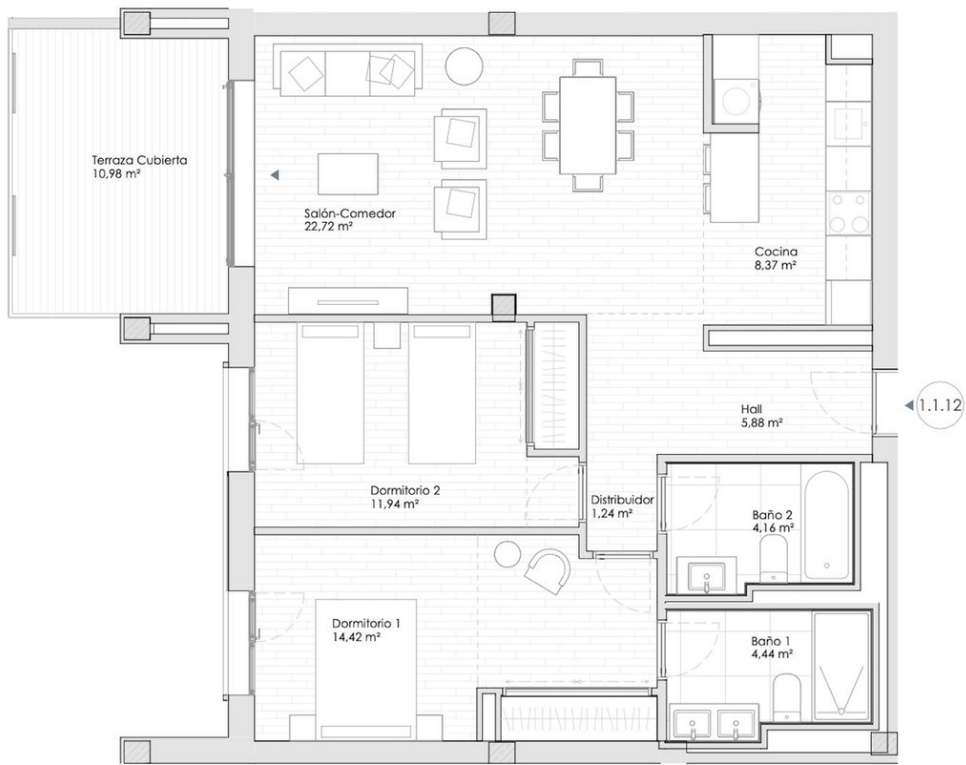 Terraza Cubierta
10,98 m²
Salón-Comedor
22,72 m²
Cocina
8,37 m²
Hall
5,88 m²
1.1.12
Dormitorio 2
11,94 m²
Distribuidor
1,24 m²
Baño 2
4,16 m²
Dormitorio 1
14,42 m²
Baño 1
4,44 m²